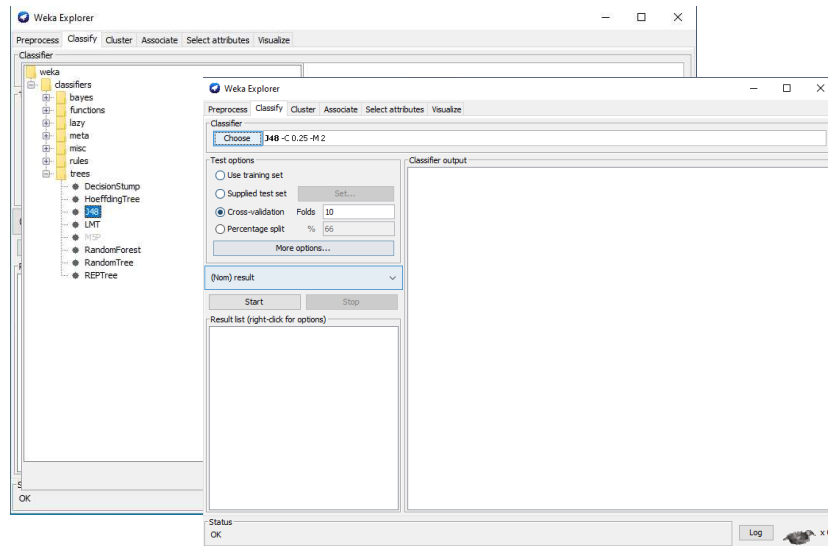 Weka Explorer
Preprocess Classify Cluster Associate Select attributes Visualize
Classifier
weka
classifiers
bayes
functions
lazy
meta
misc
rules
trees
DecisionStump
HoeffdingTree
J48
LMT
M5P
RandomForest
RandomTree
REPTree
OK
Weka Explorer
Preprocess Classify Cluster Associate Select attributes Visualize
Classifier
Choose J48 -C 0.25 -M 2
Test options
Use training set
Supplied test set Set...
Cross-validation Folds 10
Percentage split % 66
More options...
(Nom) result
Start Stop
Result list (right-click for options)
Classifier output
Status
OK
Log x